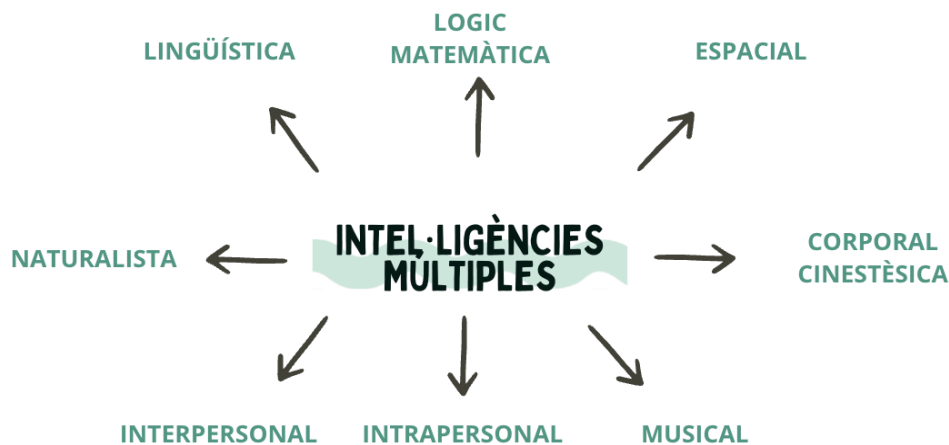 LINGÜÍSTICA
LOGIC
MATEMÀTICA
ESPACIAL
NATURALISTA
INTEL·LIGÈNCIES
MÚLTIPLES
CORPORAL
CINESTÈSICA
INTERPERSONAL
INTRAPERSONAL
MUSICAL